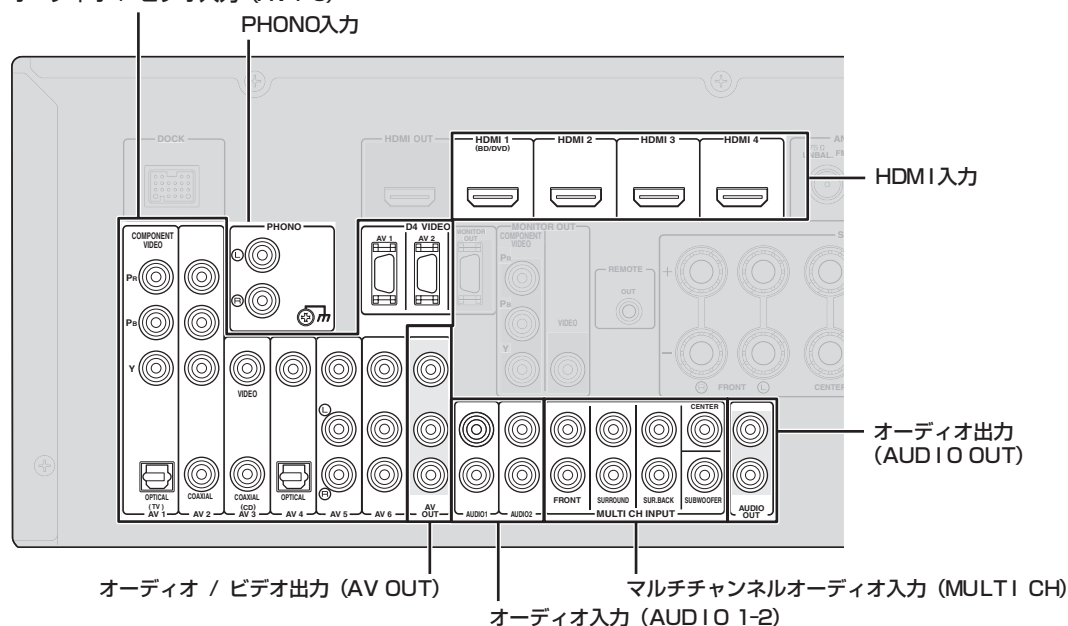 PHONO入力
DOCK
HDMI OUT
HDMI 1
(BD/DVD)
HDMI 2
HDMI 3
HDMI 4
HDMI入力
COMPONENT
VIDEO
PHONO
D4 VIDEO
AV 1
AV 2
MONITOR
OUT
MONITOR OUT
COMPONENT
VIDEO
L
R
PR
PB
Y
PR
PB
Y
VIDEO
REMOTE
OUT
+
−
R FRONT L
CENTER
VIDEO
L
R
OPTICAL
(TV)
AV 1
COAXIAL
AV 2
COAXIAL
(CD)
AV 3
OPTICAL
AV 4
AV 5
AV 6
AV
OUT
AUDIO1
AUDIO2
FRONT
SURROUND
SUR.BACK
CENTER
SUBWOOFER
MULTI CH INPUT
AUDIO
OUT
オーディオ出力
(AUDIO OUT)
オーディオ / ビデオ出力 (AV OUT)
マルチチャンネルオーディオ入力 (MULTI CH)
オーディオ入力 (AUDIO 1-2)